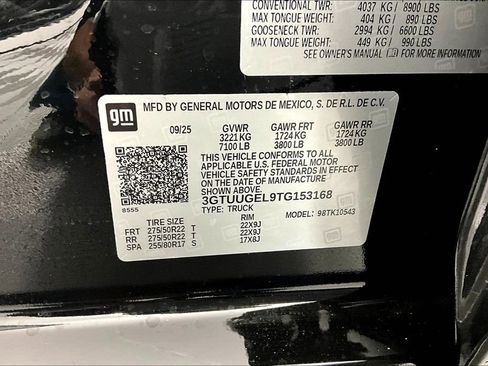 CONVENTIONAL TWR: 4037 KG/ 8900 LBS
MAX TONGUE WEIGHT: 404 KG/ 890 LBS
GOOSENECK TWR: 2994 KG/ 6600 LBS
MAX TONGUE WEIGHT: 449 KG/ 990 LBS
SEE OWNER'S MANUAL FOR MORE INFORMATION
gm
MFD BY GENERAL MOTORS DE MEXICO, S. DE R.L. DE C.V.
09/25 GVWR GAWR FRT GAWR RR
3221 KG 1724 KG 1724 KG
7100 LB 3800 LB 3800 LB
THIS VEHICLE CONFORMS TO ALL
APPLICABLE U.S. FEDERAL MOTOR
VEHICLE SAFETY STANDARDS IN EFFECT
ON THE DATE OF MANUFACTURE SHOWN ABOVE.
3GTUUGEL9TG153168
TYPE: TRUCK MODEL: 98TK10543
8555
TIRE SIZE RIM
FRT 275/50R22 T 22X9J
RR 275/50R22 T 22X9J
SPA 255/80R17 S 17X8J